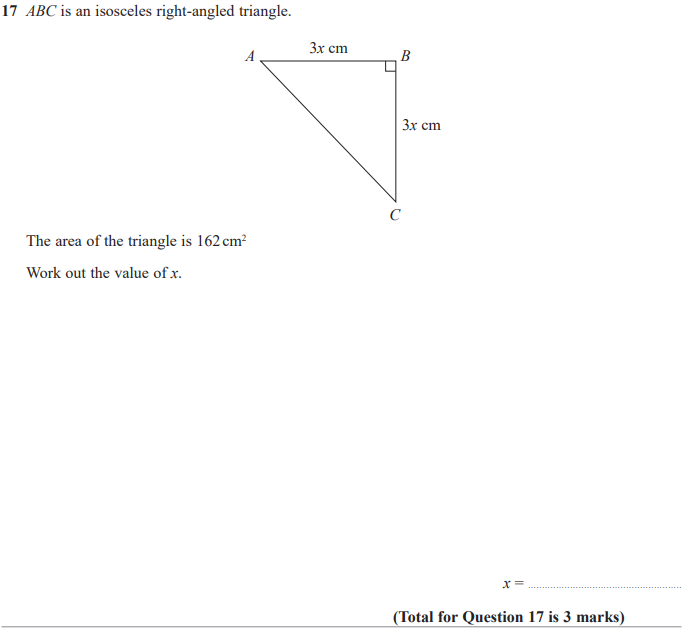 17 ABC is an isosceles right-angled triangle.
3x cm
A
B
3x cm
C
The area of the triangle is 162 cm²
Work out the value of x.
x = ........................................
(Total for Question 17 is 3 marks)